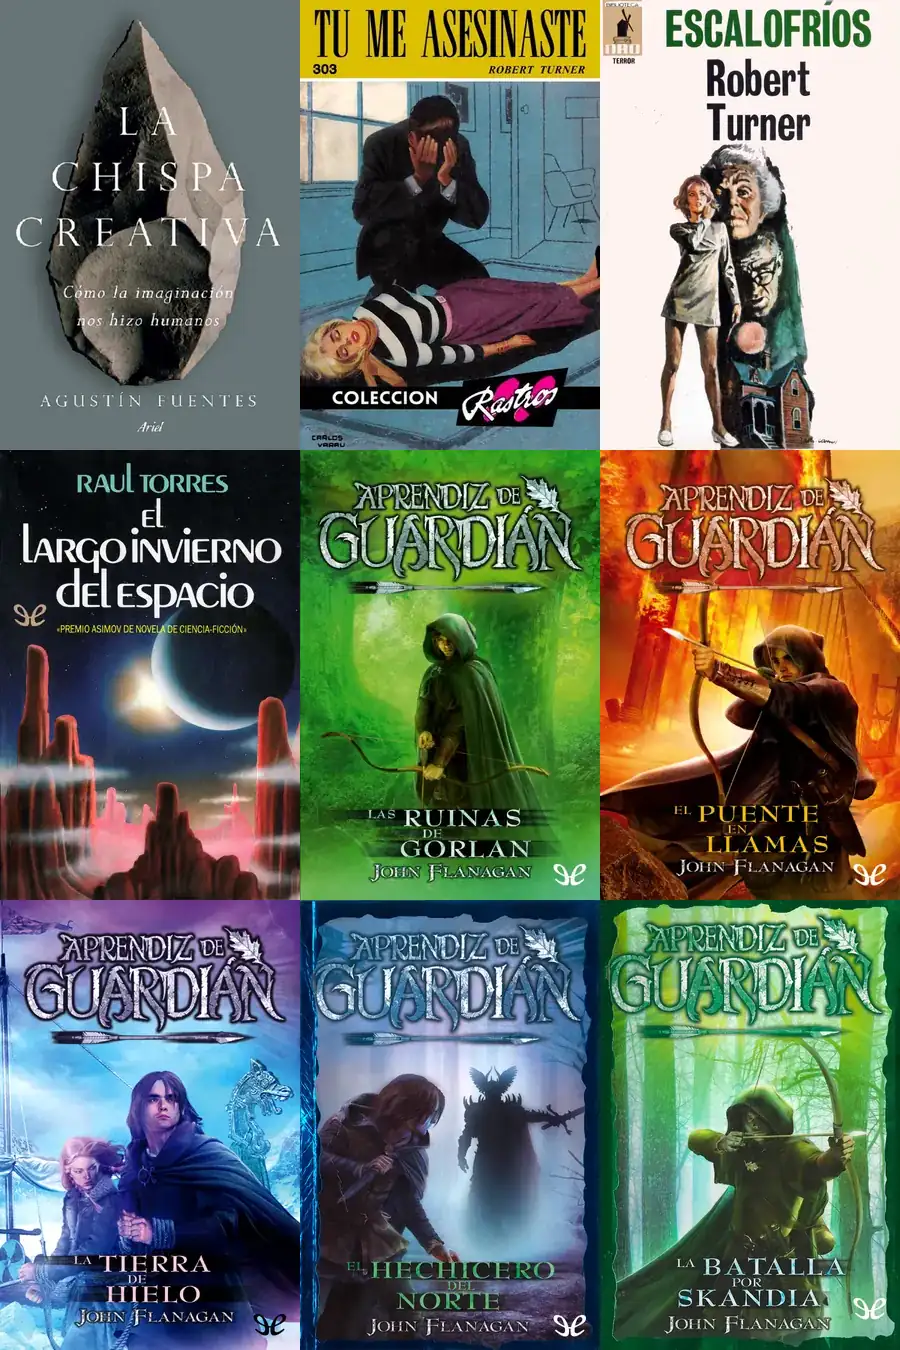 LA
CHISPA
CREATIVA
Cómo la imaginación
nos hizo humanos
AGUSTÍN FUENTES
Ariel
TU ME ASESINASTE
303
ROBERT TURNER
COLECCION
Rastros
CARLOS
BIBLIOTECA
ORO
TERROR
ESCALOFRÍOS
Robert
Turner
RAUL TORRES
EL
LARGO INVIERNO
DEL ESPACIO
«PREMIO ASIMOV DE NOVELA DE CIENCIA-FICCIÓN»
APRENDIZ DE
GUARDIÁN
LAS RUINAS
DE
GORLAN
JOHN FLANAGAN
APRENDIZ DE
GUARDIÁN
EL PUENTE
EN
LLAMAS
JOHN FLANAGAN
APRENDIZ DE
GUARDIÁN
LA TIERRA
DE
HIELO
JOHN FLANAGAN
APRENDIZ DE
GUARDIÁN
EL HECHICERO
DEL
NORTE
JOHN FLANAGAN
APRENDIZ DE
GUARDIÁN
LA BATALLA
POR
SKANDIA
JOHN FLANAGAN